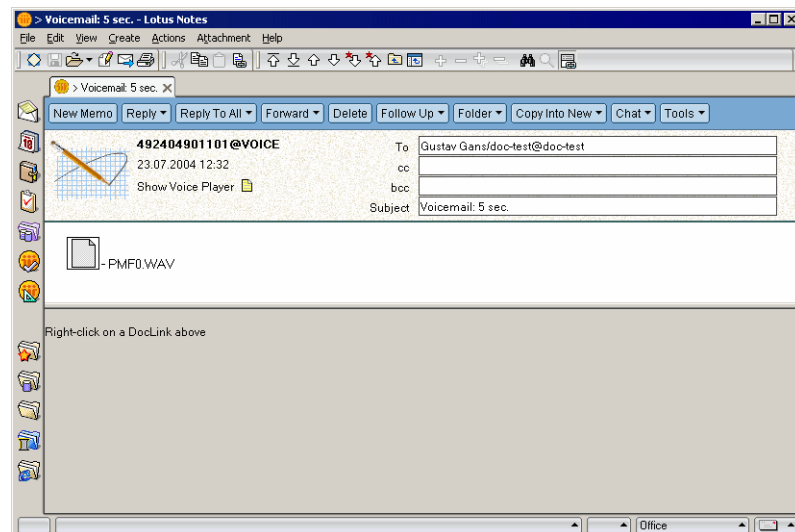 > Voicemail: 5 sec. - Lotus Notes
File Edit View Create Actions Attachment Help
> Voicemail: 5 sec.
New Memo Reply Reply To All Forward Delete Follow Up Folder Copy Into New Chat Tools
492404901101@VOICE
To Gustav Gans/doc-test@doc-test
23.07.2004 12:32
cc
Show Voice Player
bcc
Subject Voicemail: 5 sec.
- PMF0.WAV
Right-click on a DocLink above
Office